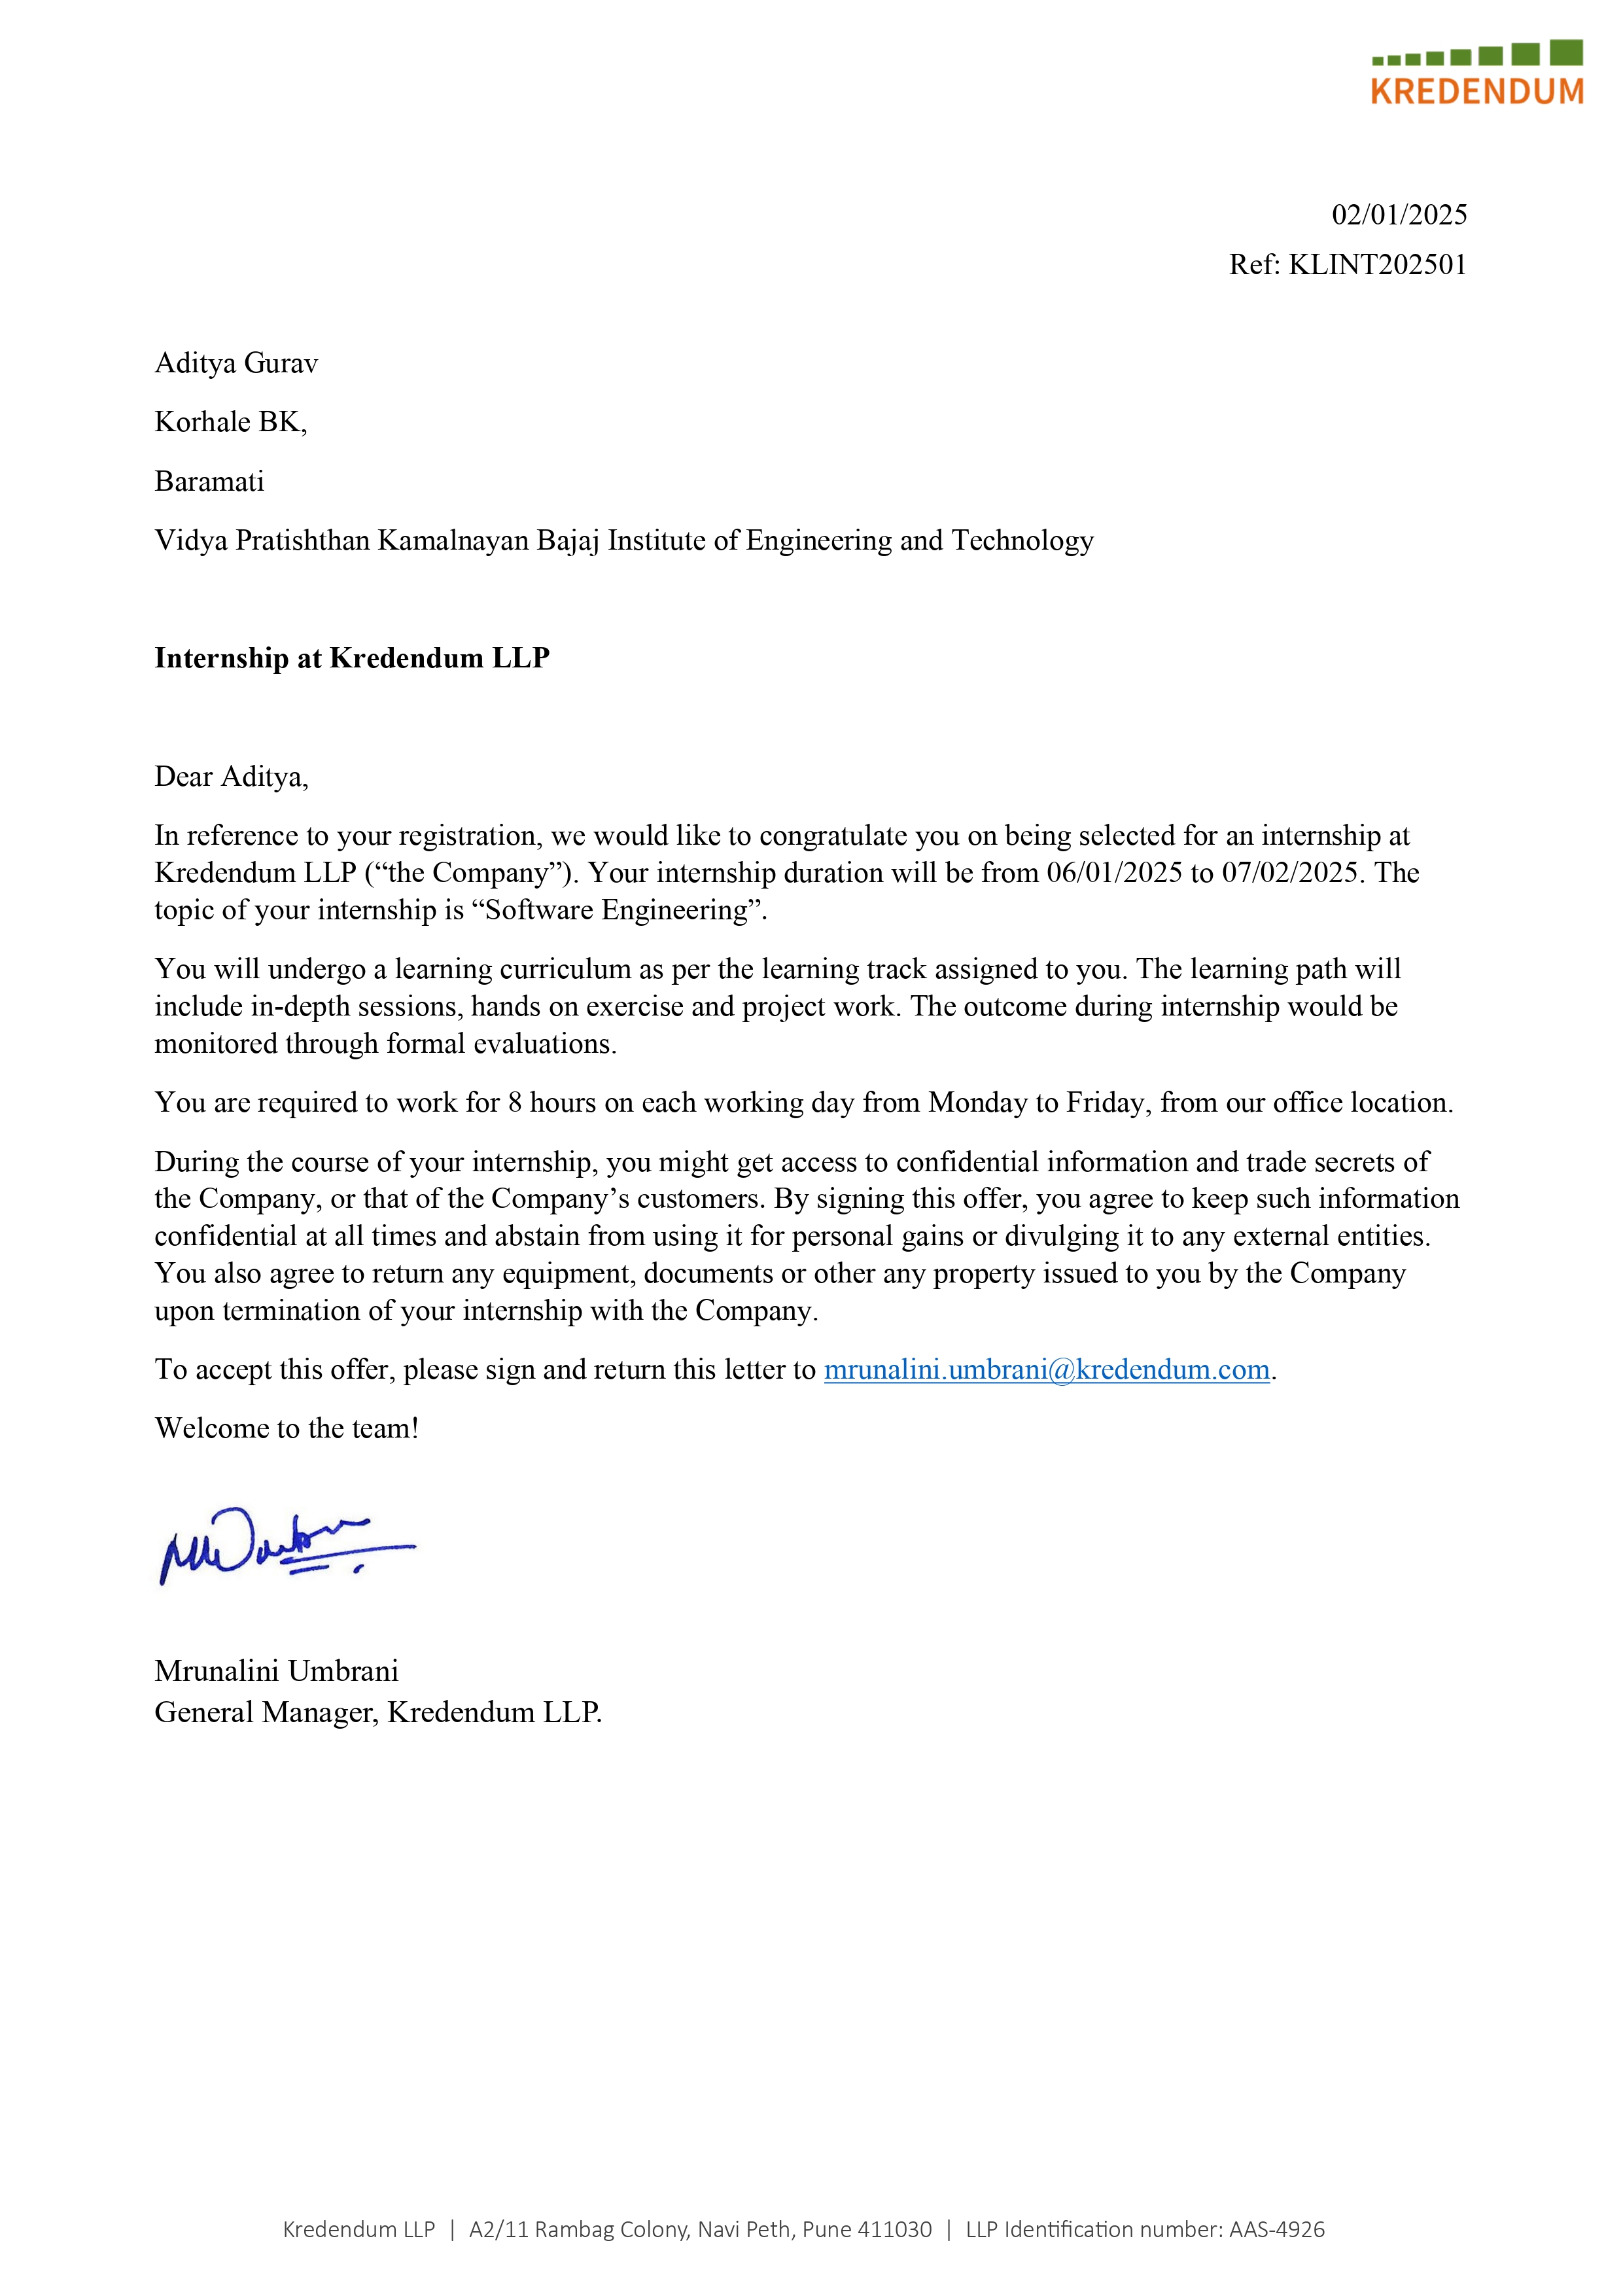 KREDENDUM
02/01/2025
Ref: KLINT202501
Aditya Gurav
Korhale BK,
Baramati
Vidya Pratishthan Kamalnayan Bajaj Institute of Engineering and Technology
Internship at Kredendum LLP
Dear Aditya,
In reference to your registration, we would like to congratulate you on being selected for an internship at
Kredendum LLP (“the Company”). Your internship duration will be from 06/01/2025 to 07/02/2025. The
topic of your internship is “Software Engineering”.
You will undergo a learning curriculum as per the learning track assigned to you. The learning path will
include in-depth sessions, hands on exercise and project work. The outcome during internship would be
monitored through formal evaluations.
You are required to work for 8 hours on each working day from Monday to Friday, from our office location.
During the course of your internship, you might get access to confidential information and trade secrets of
the Company, or that of the Company’s customers. By signing this offer, you agree to keep such information
confidential at all times and abstain from using it for personal gains or divulging it to any external entities.
You also agree to return any equipment, documents or other any property issued to you by the Company
upon termination of your internship with the Company.
To accept this offer, please sign and return this letter to mrunalini.umbrani@kredendum.com.
Welcome to the team!
Mrunalini Umbrani
General Manager, Kredendum LLP.
Kredendum LLP | A2/11 Rambag Colony, Navi Peth, Pune 411030 | LLP Identification number: AAS-4926